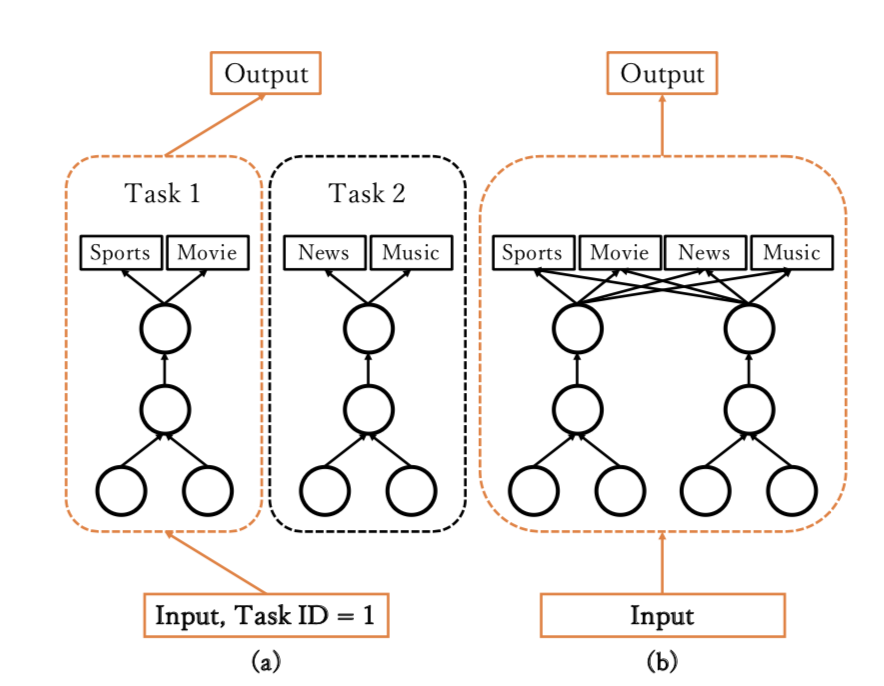 Output
Output
Task 1
Task 2
Sports
Movie
News
Music
Sports
Movie
News
Music
Input, Task ID = 1
Input
(a)
(b)